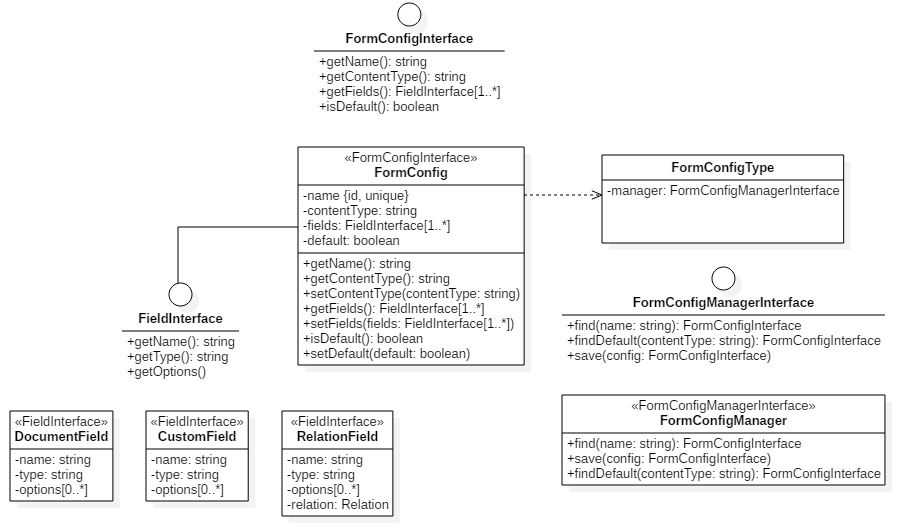 FormConfigInterface
+getName(): string
+getContentType(): string
+getFields(): FieldInterface[1..*]
+isDefault(): boolean
«FormConfigInterface»
FormConfig
-name {id, unique}
-contentType: string
-fields: FieldInterface[1..*]
-default: boolean
+getName(): string
+getContentType(): string
+setContentType(contentType: string)
+getFields(): FieldInterface[1..*]
+setFields(fields: FieldInterface[1..*])
+isDefault(): boolean
+setDefault(default: boolean)
FormConfigType
-manager: FormConfigManagerInterface
FieldInterface
+getName(): string
+getType(): string
+getOptions()
FormConfigManagerInterface
+find(name: string): FormConfigInterface
+findDefault(contentType: string): FormConfigInterface
+save(config: FormConfigInterface)
«FieldInterface»
DocumentField
-name: string
-type: string
-options[0..*]
«FieldInterface»
CustomField
-name: string
-type: string
-options[0..*]
«FieldInterface»
RelationField
-name: string
-type: string
-options[0..*]
-relation: Relation
«FormConfigManagerInterface»
FormConfigManager
+find(name: string): FormConfigInterface
+save(config: FormConfigInterface)
+findDefault(contentType: string): FormConfigInterface